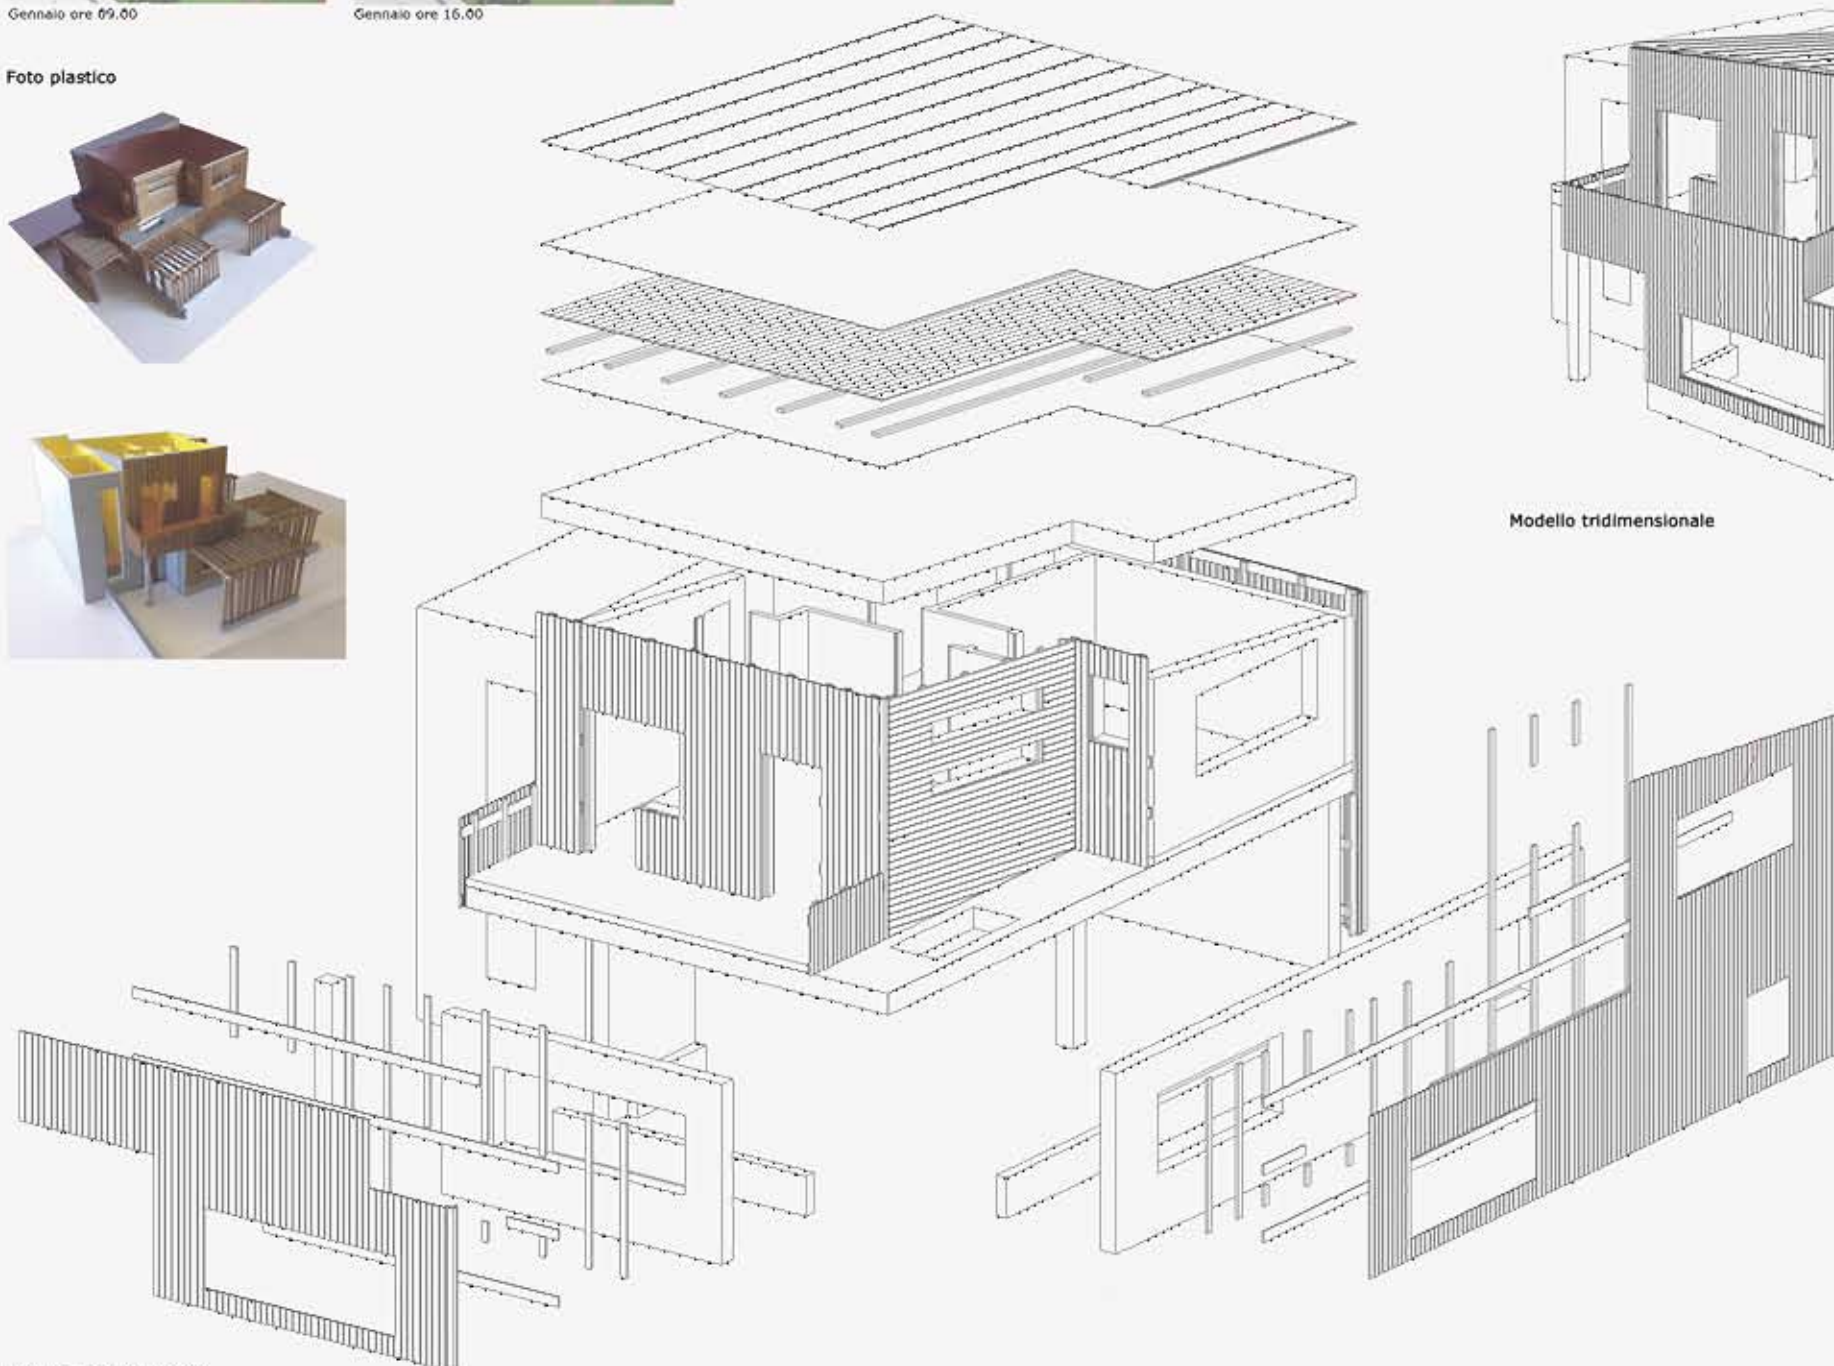 Gennaio ore 09.00
Gennaio ore 16.00
Foto plastico
Modello tridimensionale